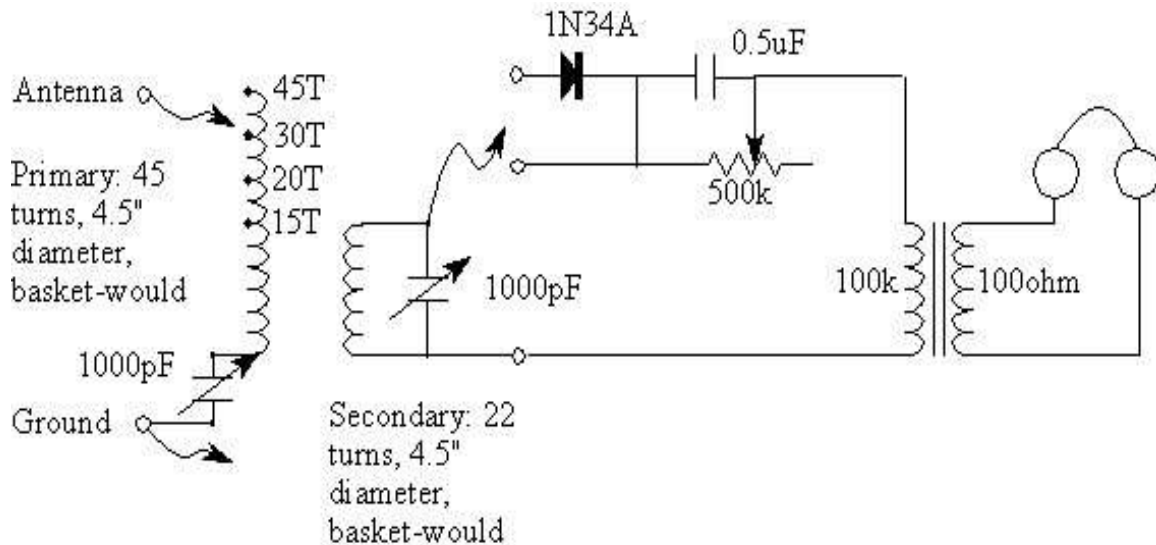 1N34A
0.5uF
Antenna
45T
30T
20T
15T
Primary: 45
turns, 4.5"
diameter,
basket-would
500k
1000pF
100k
100ohm
1000pF
Ground
Secondary: 22
turns, 4.5"
diameter,
basket-would